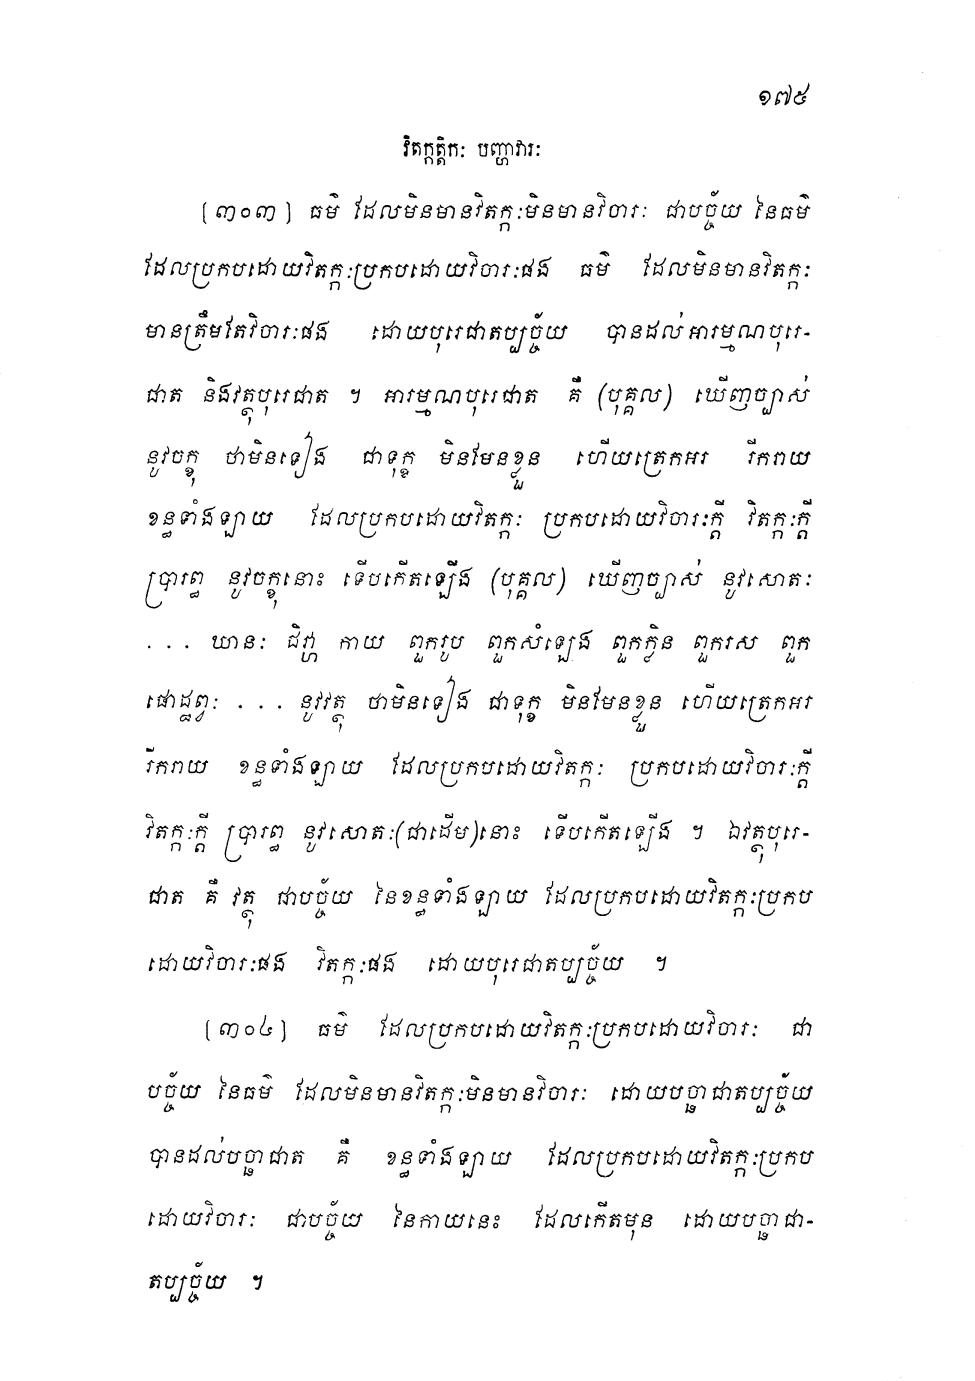 ១៧៥
វិតក្កត្តិកៈ បញ្ហាវារៈ
(៣០៣) ធម៌ ដែលមិនមានវិតក្កៈមិនមានវិចារៈ ជាបច្ច័យ នៃធម៌
ដែលប្រកបដោយវិតក្កៈប្រកបដោយវិចារៈផង ធម៌ ដែលមិនមានវិតក្កៈ
មានត្រឹមតែវិចារៈផង ដោយបុរេជាតប្បច្ច័យ បានដល់អារម្មណបុរេ-
ជាត និងវត្ថុបុរេជាត ។ អារម្មណបុរេជាត គឺ (បុគ្គល) ឃើញច្បាស់
នូវចក្ខុ ថាមិនទៀង ជាទុក្ខ មិនមែនខ្លួន ហើយត្រេកអរ រីករាយ
ខន្ធទាំងឡាយ ដែលប្រកបដោយវិតក្កៈ ប្រកបដោយវិចារៈក្តី វិតក្កៈក្តី
ប្រារព្ធ នូវចក្ខុនោះ ទើបកើតឡើង (បុគ្គល) ឃើញច្បាស់ នូវសោតៈ
. . . ឃានៈ ជិវ្ហា កាយ ពួករូប ពួកសំឡេង ពួកក្លិន ពួករស ពួក
ផោដ្ឋព្វៈ . . . នូវវត្ថុ ថាមិនទៀង ជាទុក្ខ មិនមែនខ្លួន ហើយត្រេកអរ
រីករាយ ខន្ធទាំងឡាយ ដែលប្រកបដោយវិតក្កៈ ប្រកបដោយវិចារៈក្តី
វិតក្កៈក្តី ប្រារព្ធ នូវសោតៈ(ជាដើម)នោះ ទើបកើតឡើង ។ ឯវត្ថុបុរេ-
ជាត គឺ វត្ថុ ជាបច្ច័យ នៃខន្ធទាំងឡាយ ដែលប្រកបដោយវិតក្កៈប្រកប
ដោយវិចារៈផង វិតក្កៈផង ដោយបុរេជាតប្បច្ច័យ ។
(៣០៤) ធម៌ ដែលប្រកបដោយវិតក្កៈប្រកបដោយវិចារៈ ជា
បច្ច័យ នៃធម៌ ដែលមិនមានវិតក្កៈមិនមានវិចារៈ ដោយបច្ឆាជាតប្បច្ច័យ
បានដល់បច្ឆាជាត គឺ ខន្ធទាំងឡាយ ដែលប្រកបដោយវិតក្កៈប្រកប
ដោយវិចារៈ ជាបច្ច័យ នៃកាយនេះ ដែលកើតមុន ដោយបច្ឆាជា-
តប្បច្ច័យ ។